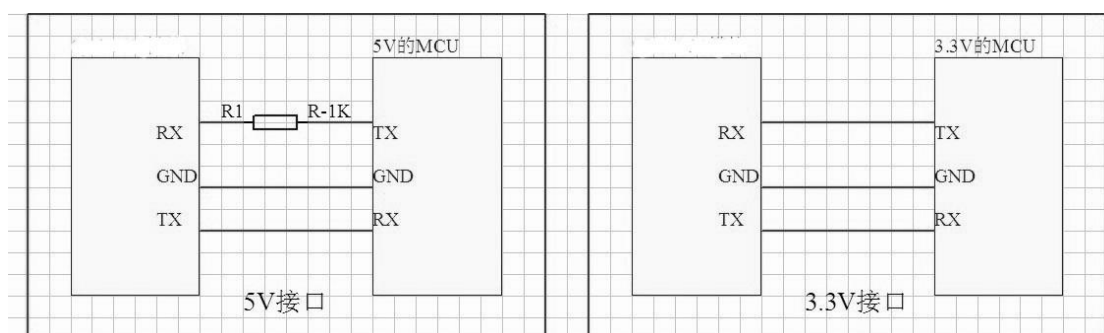 5V的MCU
R1 R-1K
RX TX
GND GND
TX RX
5V接口
3.3V的MCU
RX TX
GND GND
TX RX
3.3V接口